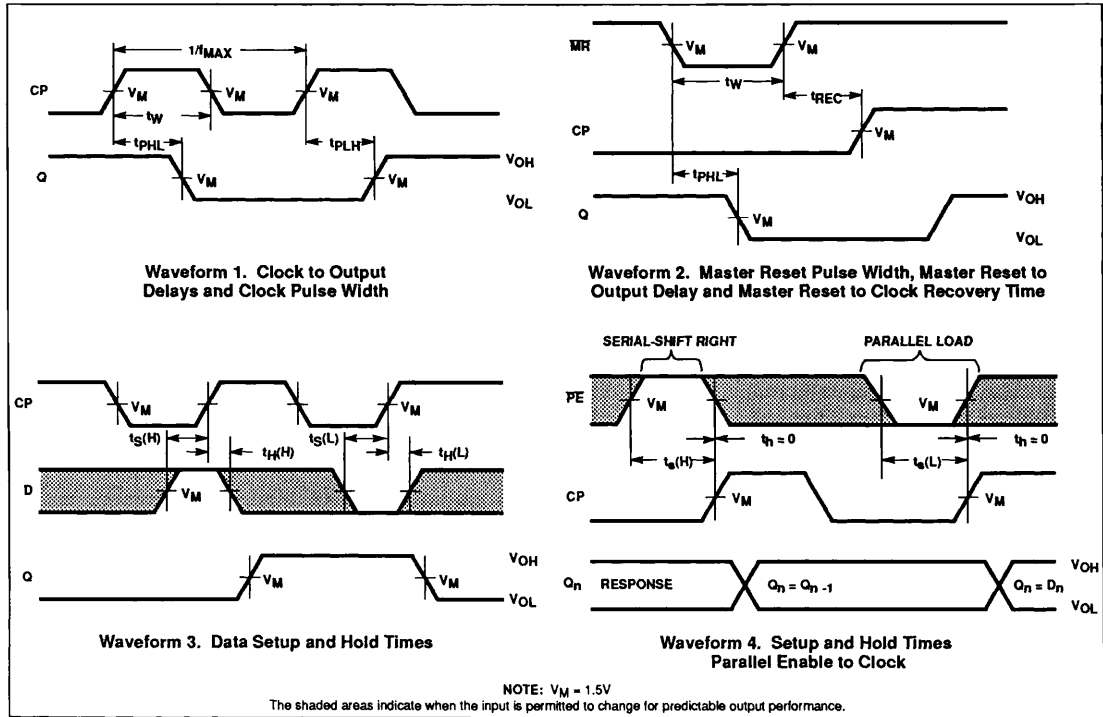 1/fMAX
CP
VM
VM
VM
tW
tPHL
tPLH
Q
VM
VM
VOH
VOL
Waveform 1. Clock to Output
Delays and Clock Pulse Width
MR
VM
VM
tW
tREC
CP
VM
tPHL
Q
VM
VOH
VOL
Waveform 2. Master Reset Pulse Width, Master Reset to
Output Delay and Master Reset to Clock Recovery Time
CP
VM
VM
tS(H)
tS(L)
tH(H)
tH(L)
D
VM
Q
VM
VM
VOH
VOL
Waveform 3. Data Setup and Hold Times
SERIAL-SHIFT RIGHT
PARALLEL LOAD
PE
VM
VM
th = 0
th = 0
ts(H)
ts(L)
CP
VM
VM
Qn RESPONSE
Qn = Qn -1
Qn = Dn
VOH
VOL
Waveform 4. Setup and Hold Times
Parallel Enable to Clock
NOTE: VM = 1.5V
The shaded areas indicate when the input is permitted to change for predictable output performance.